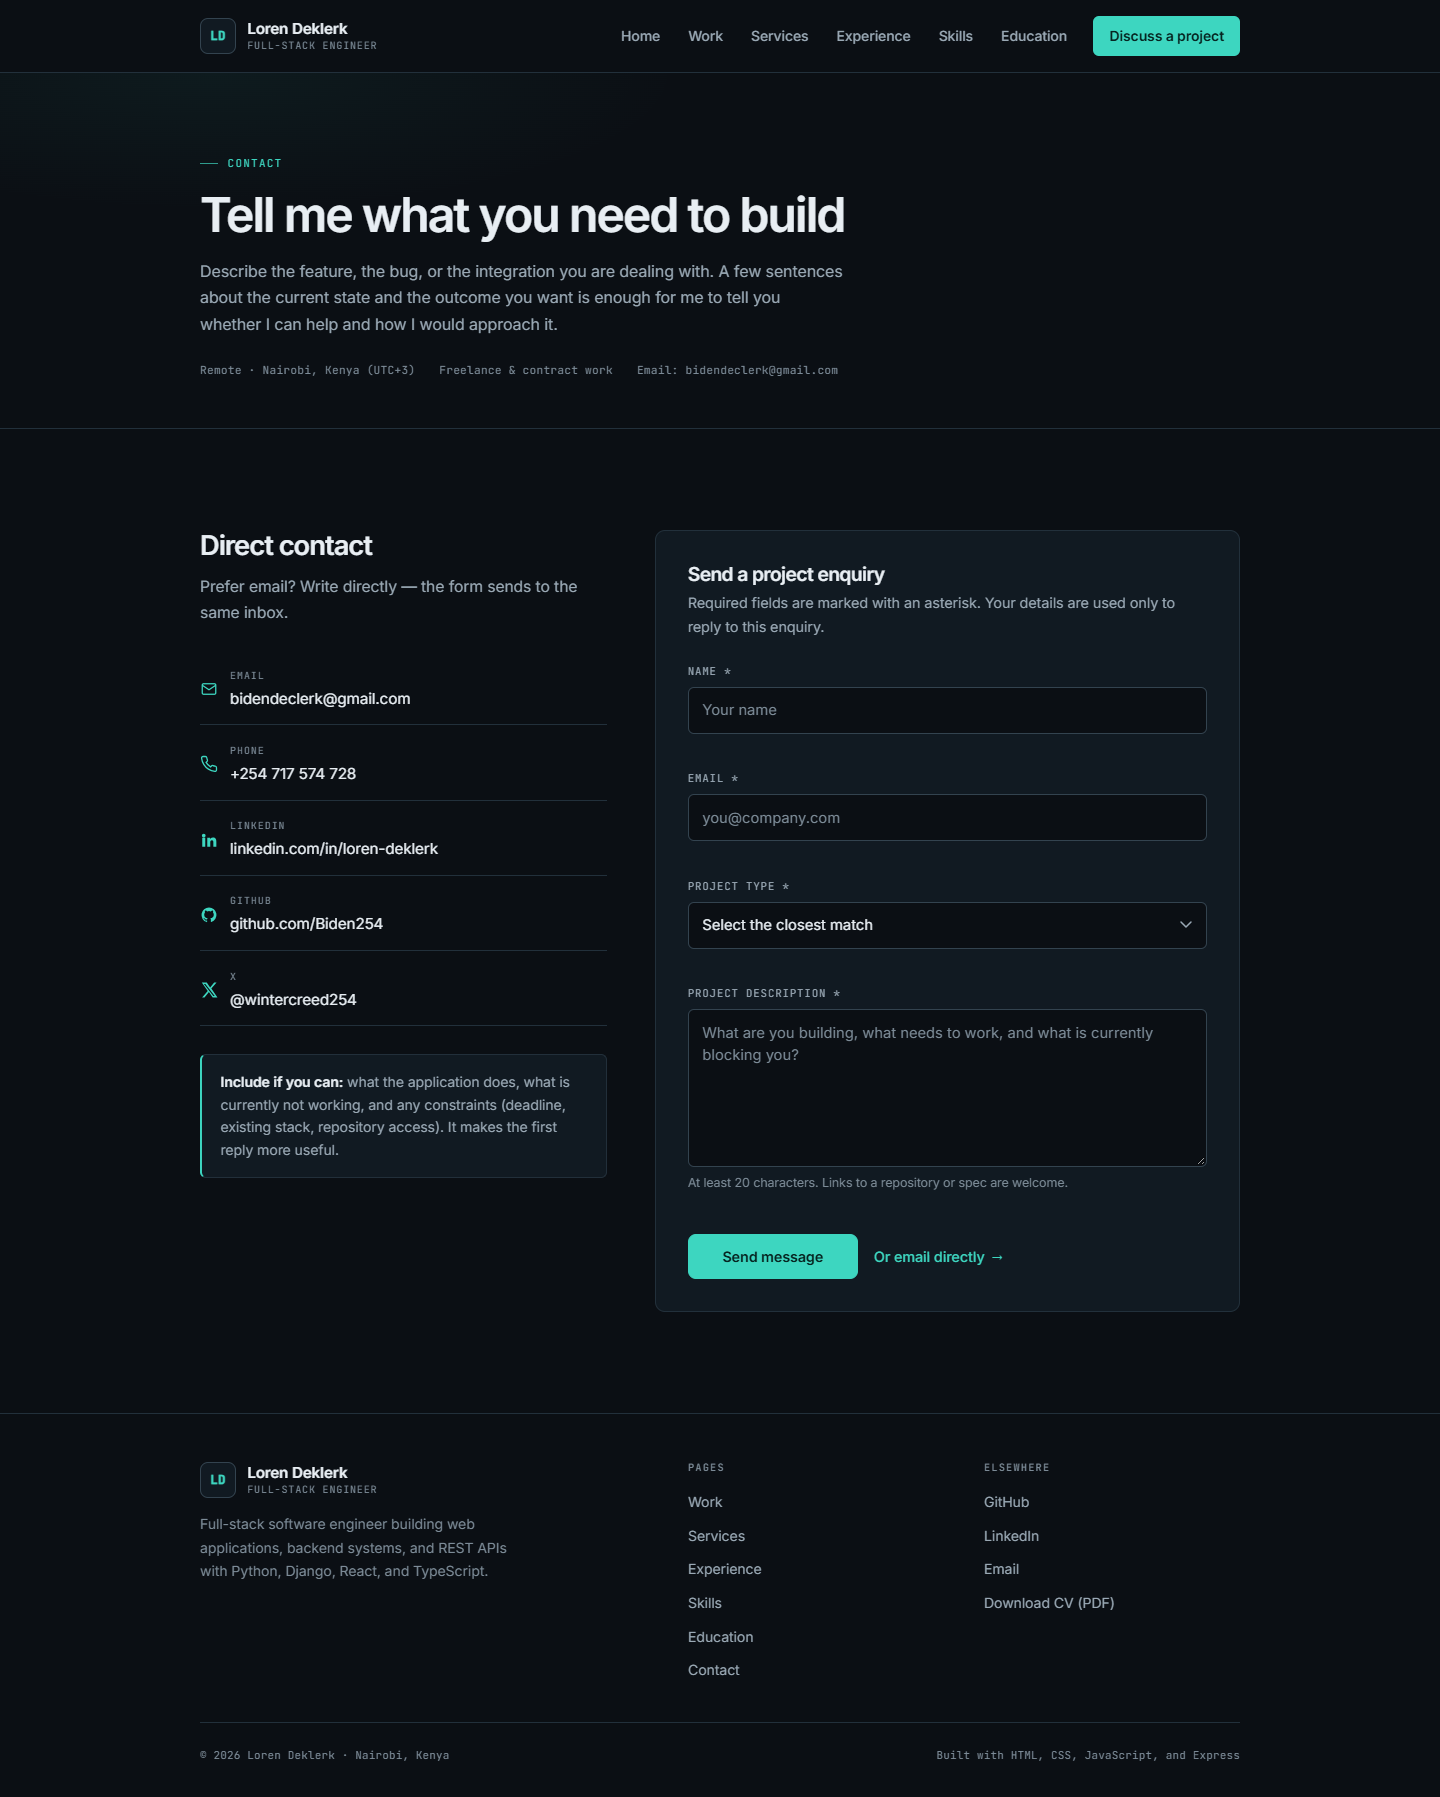 LD
Loren Deklerk
FULL-STACK ENGINEER
Home
Work
Services
Experience
Skills
Education
Discuss a project
CONTACT
Tell me what you need to build
Describe the feature, the bug, or the integration you are dealing with. A few sentences
about the current state and the outcome you want is enough for me to tell you
whether I can help and how I would approach it.
Remote · Nairobi, Kenya (UTC+3)
Freelance & contract work
Email: bidendeclerk@gmail.com
Direct contact
Prefer email? Write directly — the form sends to the
same inbox.
EMAIL
bidendeclerk@gmail.com
PHONE
+254 717 574 728
LINKEDIN
linkedin.com/in/loren-deklerk
GITHUB
github.com/Biden254
X
@wintercreed254
Include if you can: what the application does, what is
currently not working, and any constraints (deadline,
existing stack, repository access). It makes the first
reply more useful.
Send a project enquiry
Required fields are marked with an asterisk. Your details are used only to
reply to this enquiry.
NAME *
Your name
EMAIL *
you@company.com
PROJECT TYPE *
Select the closest match
PROJECT DESCRIPTION *
What are you building, what needs to work, and what is currently
blocking you?
At least 20 characters. Links to a repository or spec are welcome.
Send message
Or email directly →
LD
Loren Deklerk
FULL-STACK ENGINEER
Full-stack software engineer building web
applications, backend systems, and REST APIs
with Python, Django, React, and TypeScript.
PAGES
Work
Services
Experience
Skills
Education
Contact
ELSEWHERE
GitHub
LinkedIn
Email
Download CV (PDF)
© 2026 Loren Deklerk · Nairobi, Kenya
Built with HTML, CSS, JavaScript, and Express